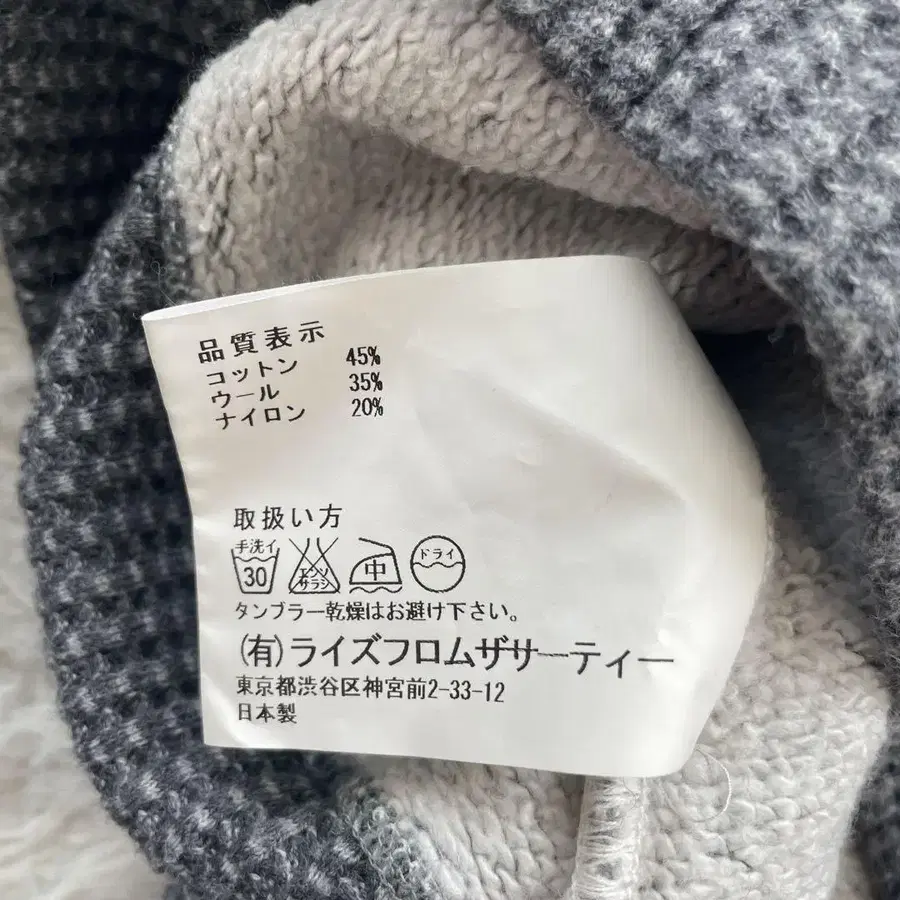 品質表示
コットン 45%
ウール 35%
ナイロン 20%
取扱い方
手洗イ 30 エンソサラシ 中 ドライ
タンブラー乾燥はお避け下さい。
(有)ライズフロムザサーティー
東京都渋谷区神宮前2-33-12
日本製